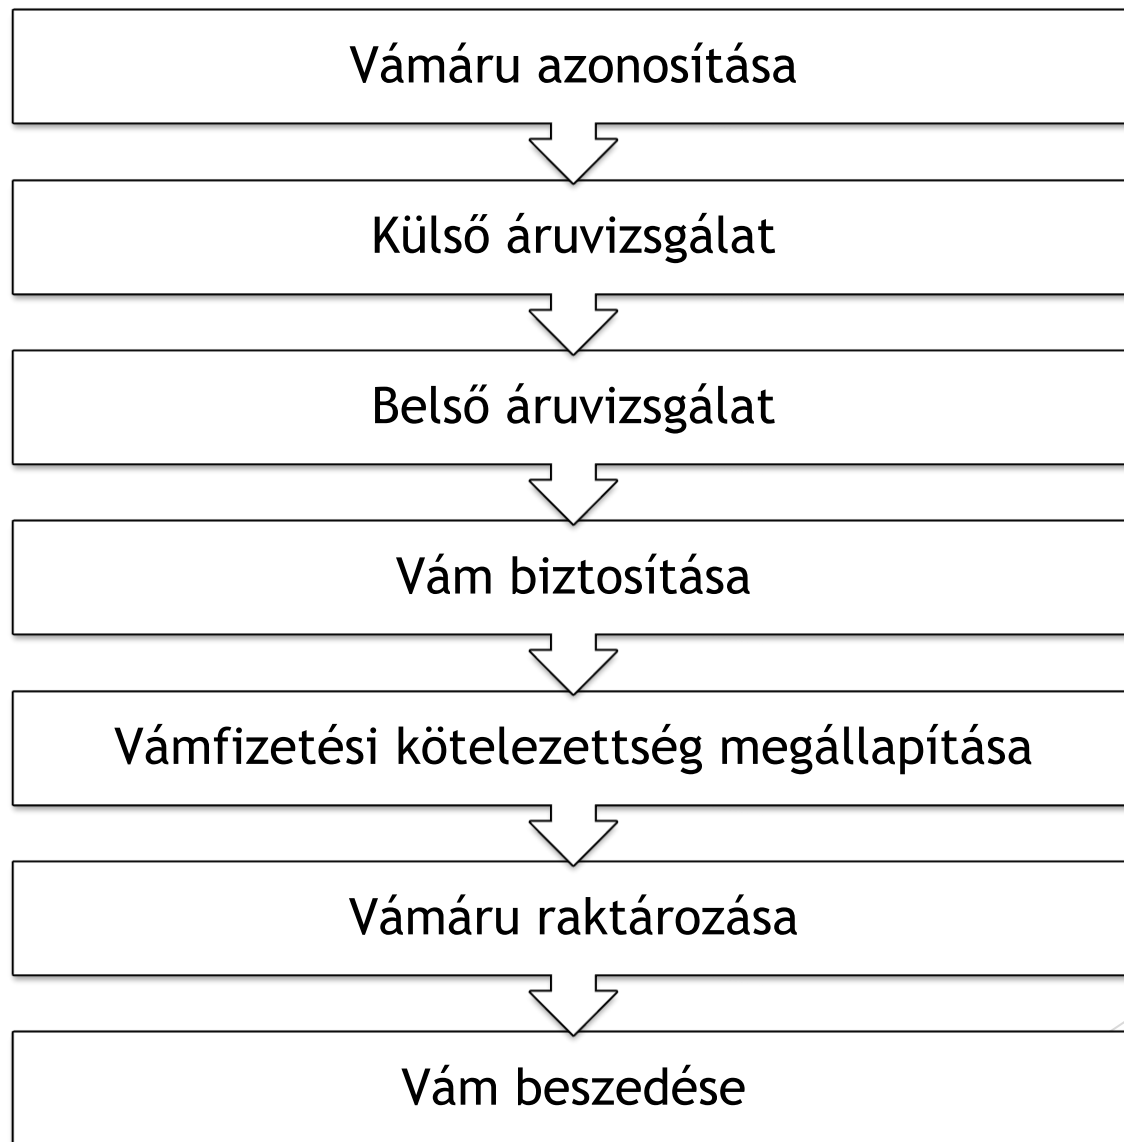 Vámáru azonosítása
Külső áruvizsgálat
Belső áruvizsgálat
Vám biztosítása
Vámfizetési kötelezettség megállapítása
Vámáru raktározása
Vám beszedése